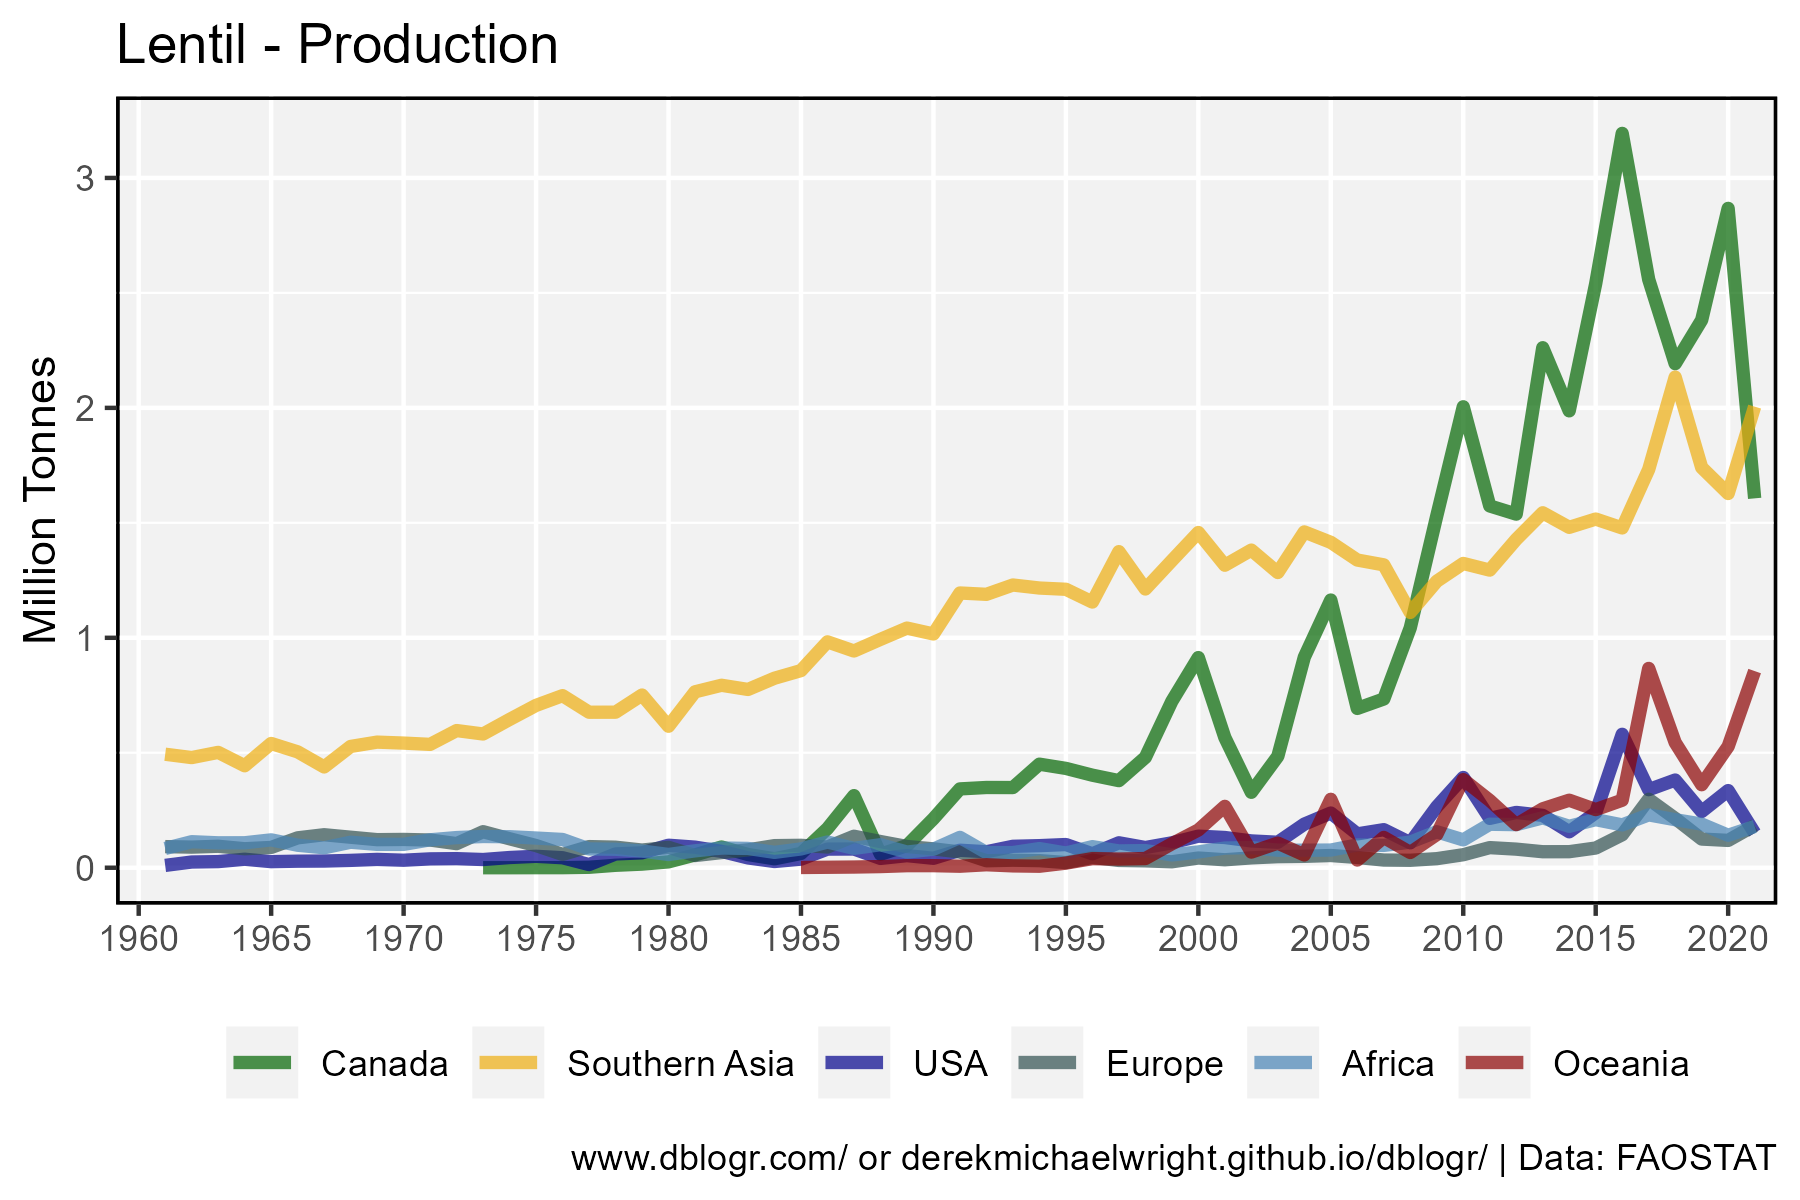 Lentil - Production
Million Tonnes
3
2
1
0
1960 1965 1970 1975 1980 1985 1990 1995 2000 2005 2010 2015 2020
Canada Southern Asia USA Europe Africa Oceania
www.dblogr.com/ or derekmichaelwright.github.io/dblogr/ | Data: FAOSTAT